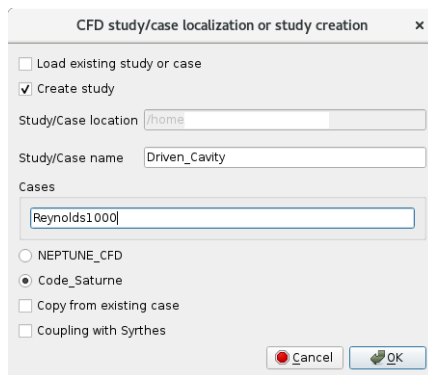 CFD study/case localization or study creation ×
Load existing study or case
Create study
Study/Case location /home
Study/Case name Driven_Cavity
Cases
Reynolds1000
NEPTUNE_CFD
Code_Saturne
Copy from existing case
Coupling with Syrthes
Cancel OK